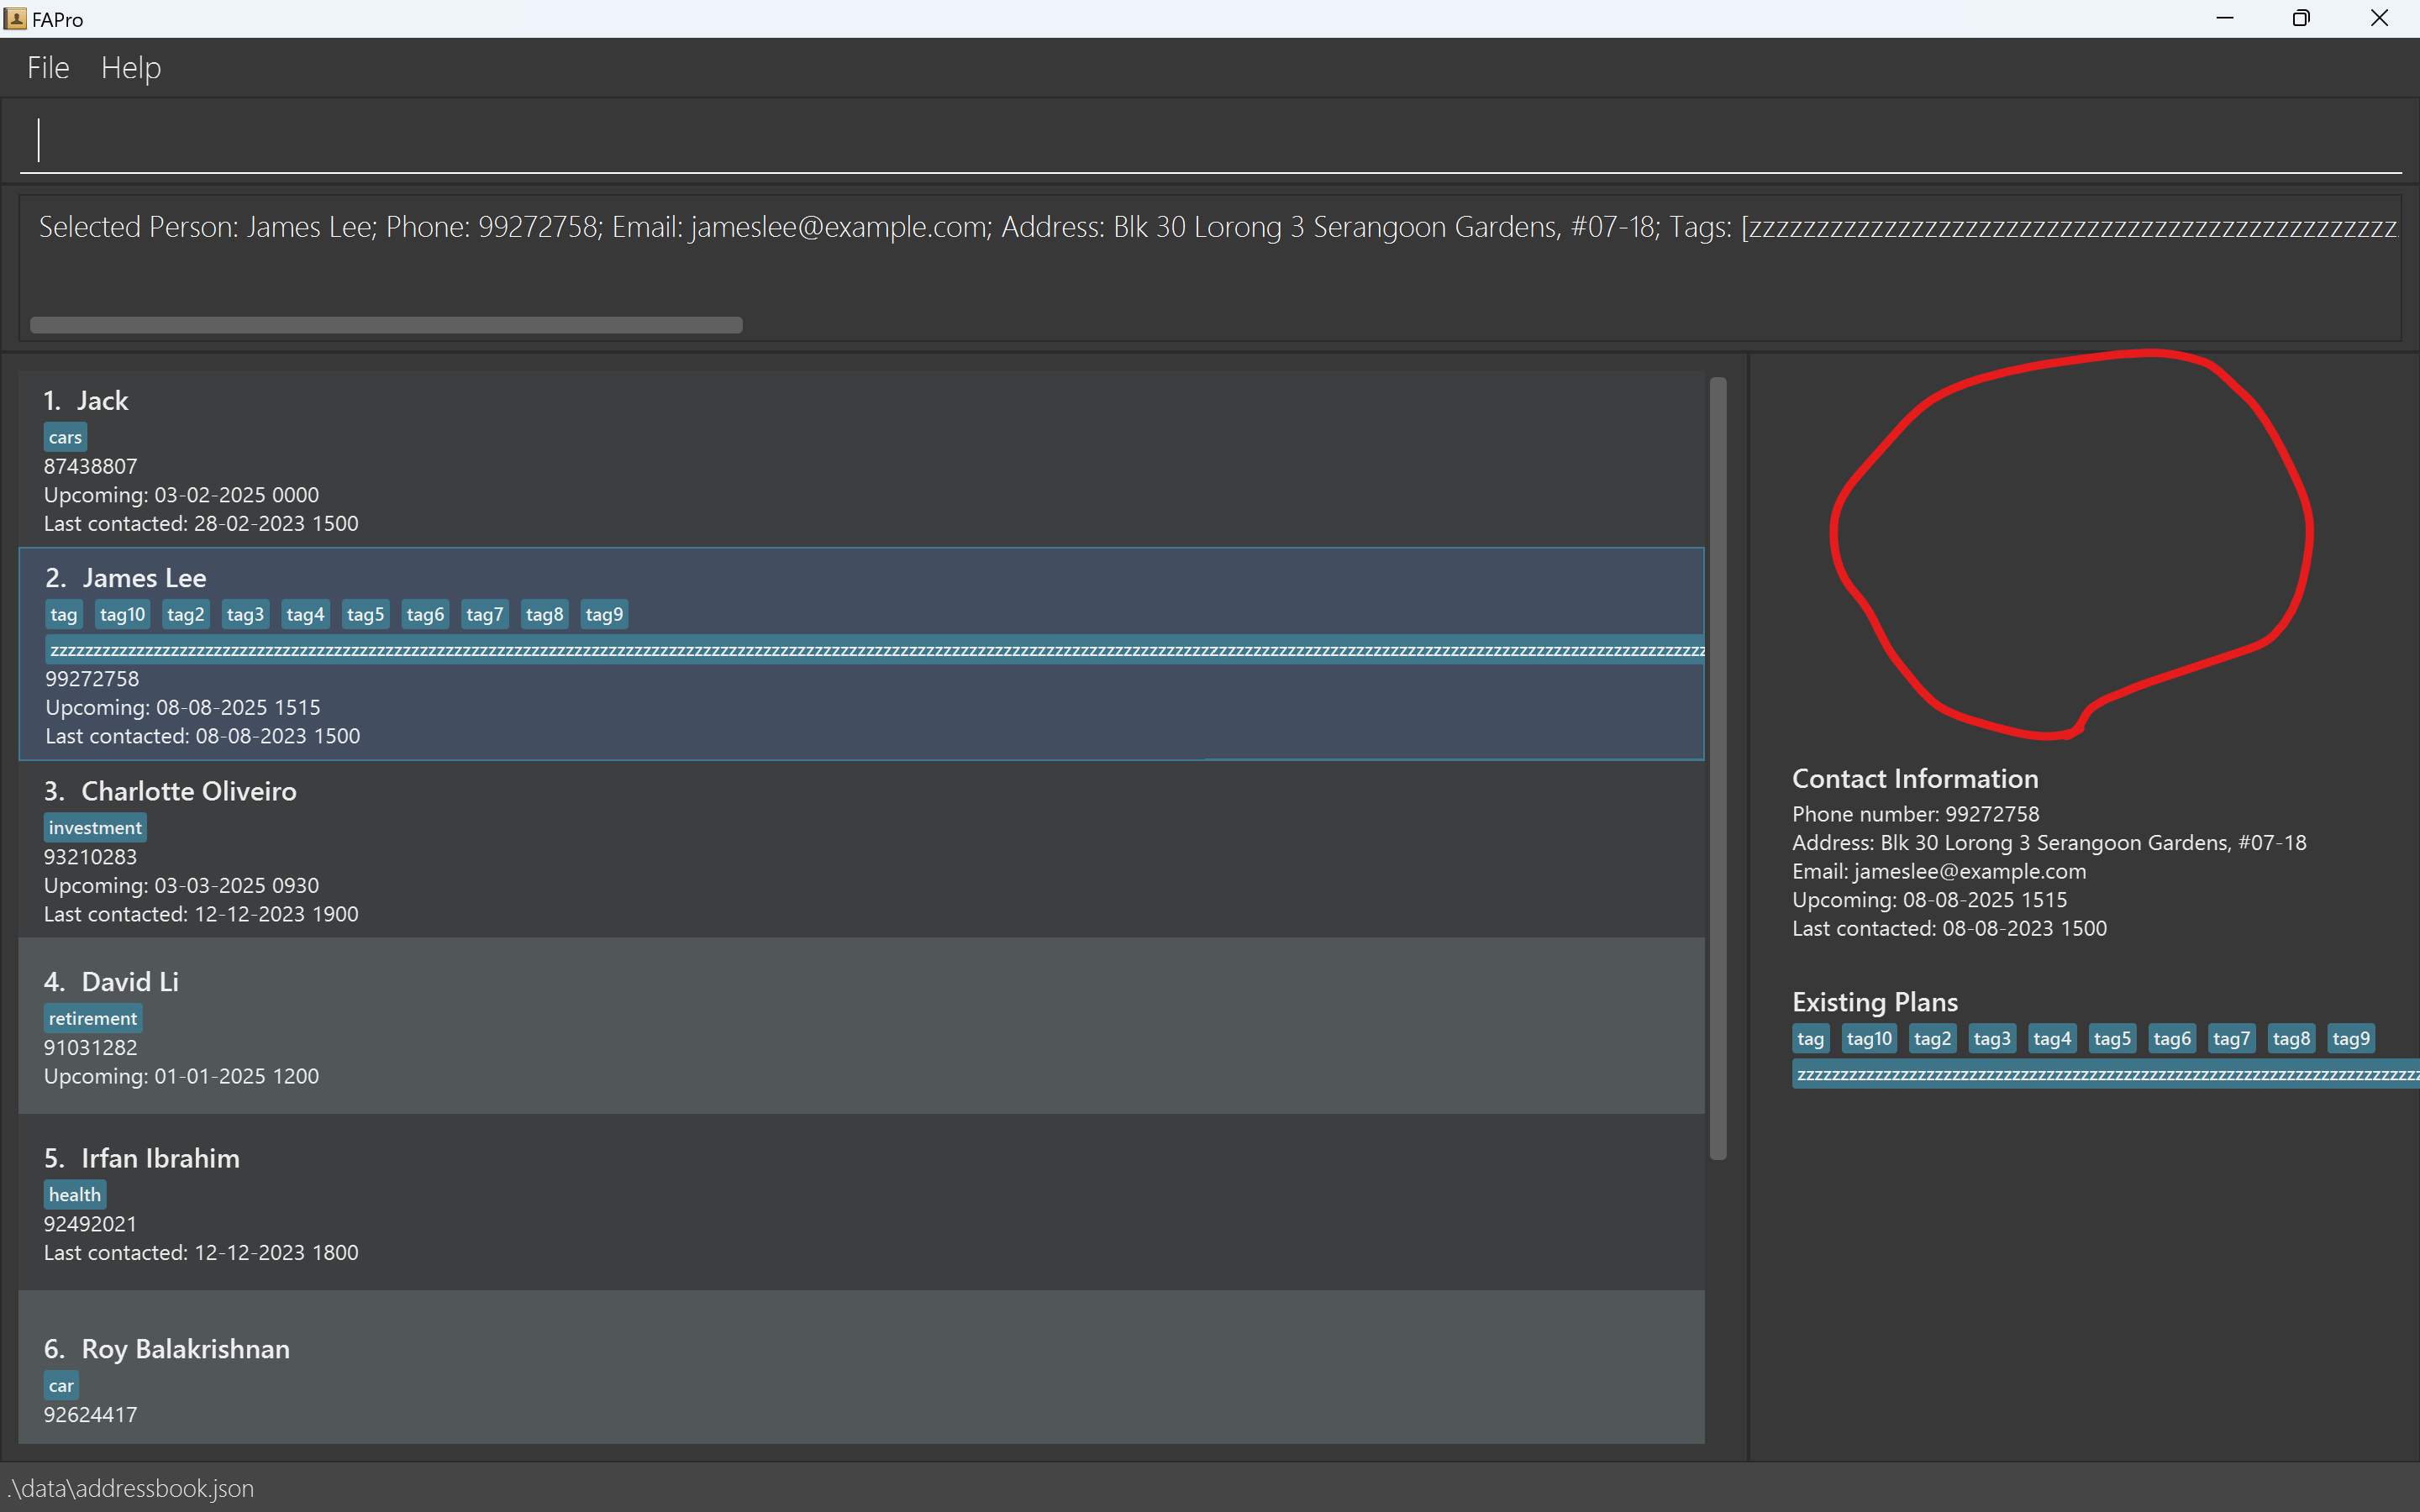 FAPro
File Help
Selected Person: James Lee; Phone: 99272758; Email: jameslee@example.com; Address: Blk 30 Lorong 3 Serangoon Gardens, #07-18; Tags:
1. Jack
cars
87438807
Upcoming: 03-02-2025 0000
Last contacted: 28-02-2023 1500
2. James Lee
tag tag10 tag2 tag3 tag4 tag5 tag6 tag7 tag8 tag9
99272758
Upcoming: 08-08-2025 1515
Last contacted: 08-08-2023 1500
3. Charlotte Oliveiro
investment
93210283
Upcoming: 03-03-2025 0930
Last contacted: 12-12-2023 1900
4. David Li
retirement
91031282
Upcoming: 01-01-2025 1200
5. Irfan Ibrahim
health
92492021
Last contacted: 12-12-2023 1800
6. Roy Balakrishnan
car
92624417
Contact Information
Phone number: 99272758
Address: Blk 30 Lorong 3 Serangoon Gardens, #07-18
Email: jameslee@example.com
Upcoming: 08-08-2025 1515
Last contacted: 08-08-2023 1500
Existing Plans
tag tag10 tag2 tag3 tag4 tag5 tag6 tag7 tag8 tag9
.\data\addressbook.json